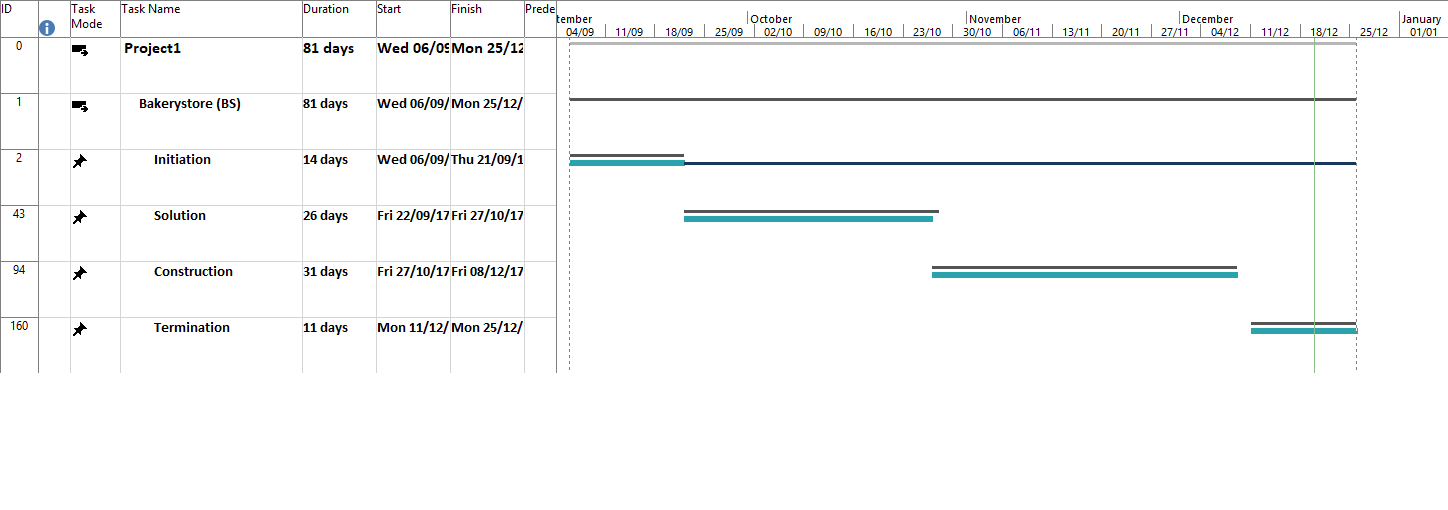 ID Task Mode Task Name Duration Start Finish Prede
tember October November December January
04/09 11/09 18/09 25/09 02/10 09/10 16/10 23/10 30/10 06/11 13/11 20/11 27/11 04/12 11/12 18/12 25/12 01/01
0 Project1 81 days Wed 06/09 Mon 25/12
1 Bakerystore (BS) 81 days Wed 06/09/ Mon 25/12/
2 Initiation 14 days Wed 06/09/ Thu 21/09/1
43 Solution 26 days Fri 22/09/17 Fri 27/10/17
94 Construction 31 days Fri 27/10/17 Fri 08/12/17
160 Termination 11 days Mon 11/12/ Mon 25/12/